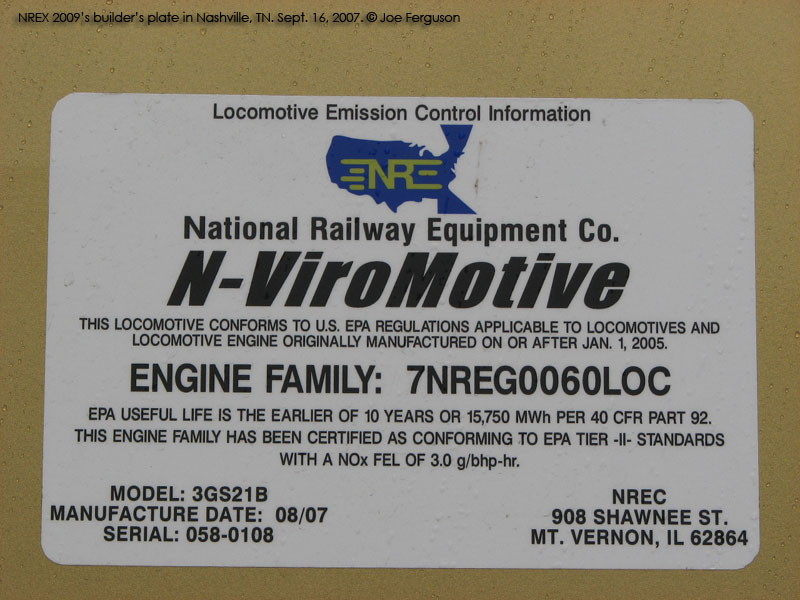 NREX 2009's builder's plate in Nashville, TN. Sept. 16, 2007. © Joe Ferguson
Locomotive Emission Control Information
NRE
National Railway Equipment Co.
N-ViroMotive
THIS LOCOMOTIVE CONFORMS TO U.S. EPA REGULATIONS APPLICABLE TO LOCOMOTIVES AND
LOCOMOTIVE ENGINE ORIGINALLY MANUFACTURED ON OR AFTER JAN. 1, 2005.
ENGINE FAMILY: 7NREG0060LOC
EPA USEFUL LIFE IS THE EARLIER OF 10 YEARS OR 15,750 MWh PER 40 CFR PART 92.
THIS ENGINE FAMILY HAS BEEN CERTIFIED AS CONFORMING TO EPA TIER -II- STANDARDS
WITH A NOx FEL OF 3.0 g/bhp-hr.
MODEL: 3GS21B
MANUFACTURE DATE: 08/07
SERIAL: 058-0108
NREC
908 SHAWNEE ST.
MT. VERNON, IL 62864